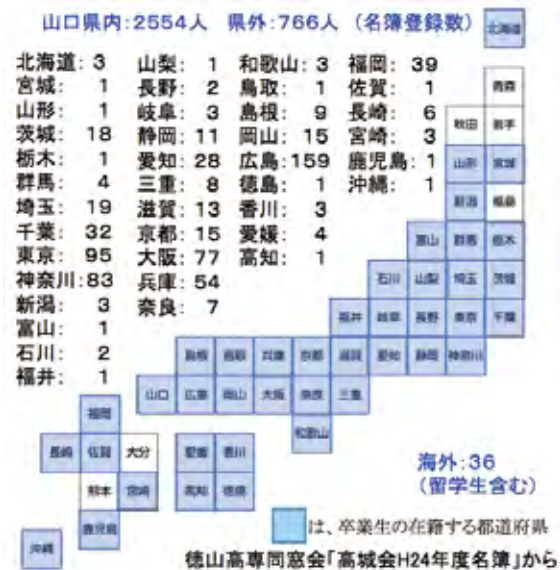 山口県内:2554人 県外:766人 (名簿登録数)
北海道: 3
宮城: 1
山形: 1
茨城: 18
栃木: 1
群馬: 4
埼玉: 19
千葉: 32
東京: 95
神奈川:83
新潟: 3
富山: 1
石川: 2
福井: 1
山梨: 1
長野: 2
岐阜: 3
静岡: 11
愛知: 28
三重: 8
滋賀: 13
京都: 15
大阪: 77
兵庫: 54
奈良: 7
和歌山: 3
鳥取: 1
島根: 9
岡山: 15
広島:159
徳島: 1
香川: 3
愛媛: 4
高知: 1
福岡: 39
佐賀: 1
長崎: 6
宮崎: 3
鹿児島: 1
沖縄: 1
北海道
青森
秋田 岩手
山形 宮城
新潟 福島
富山 群馬 栃木
石川 山梨 埼玉 茨城
福井 岐阜 長野 東京 千葉
島根 鳥取 兵庫 京都 滋賀 愛知 静岡 神奈川
山口 広島 岡山 大阪 奈良 三重
和歌山
福岡
長崎 佐賀 大分 愛媛 香川
熊本 宮崎 高知 徳島
鹿児島
沖縄
海外:36
(留学生含む)
は、卒業生の在籍する都道府県
徳山高専同窓会「高城会H24年度名簿」から